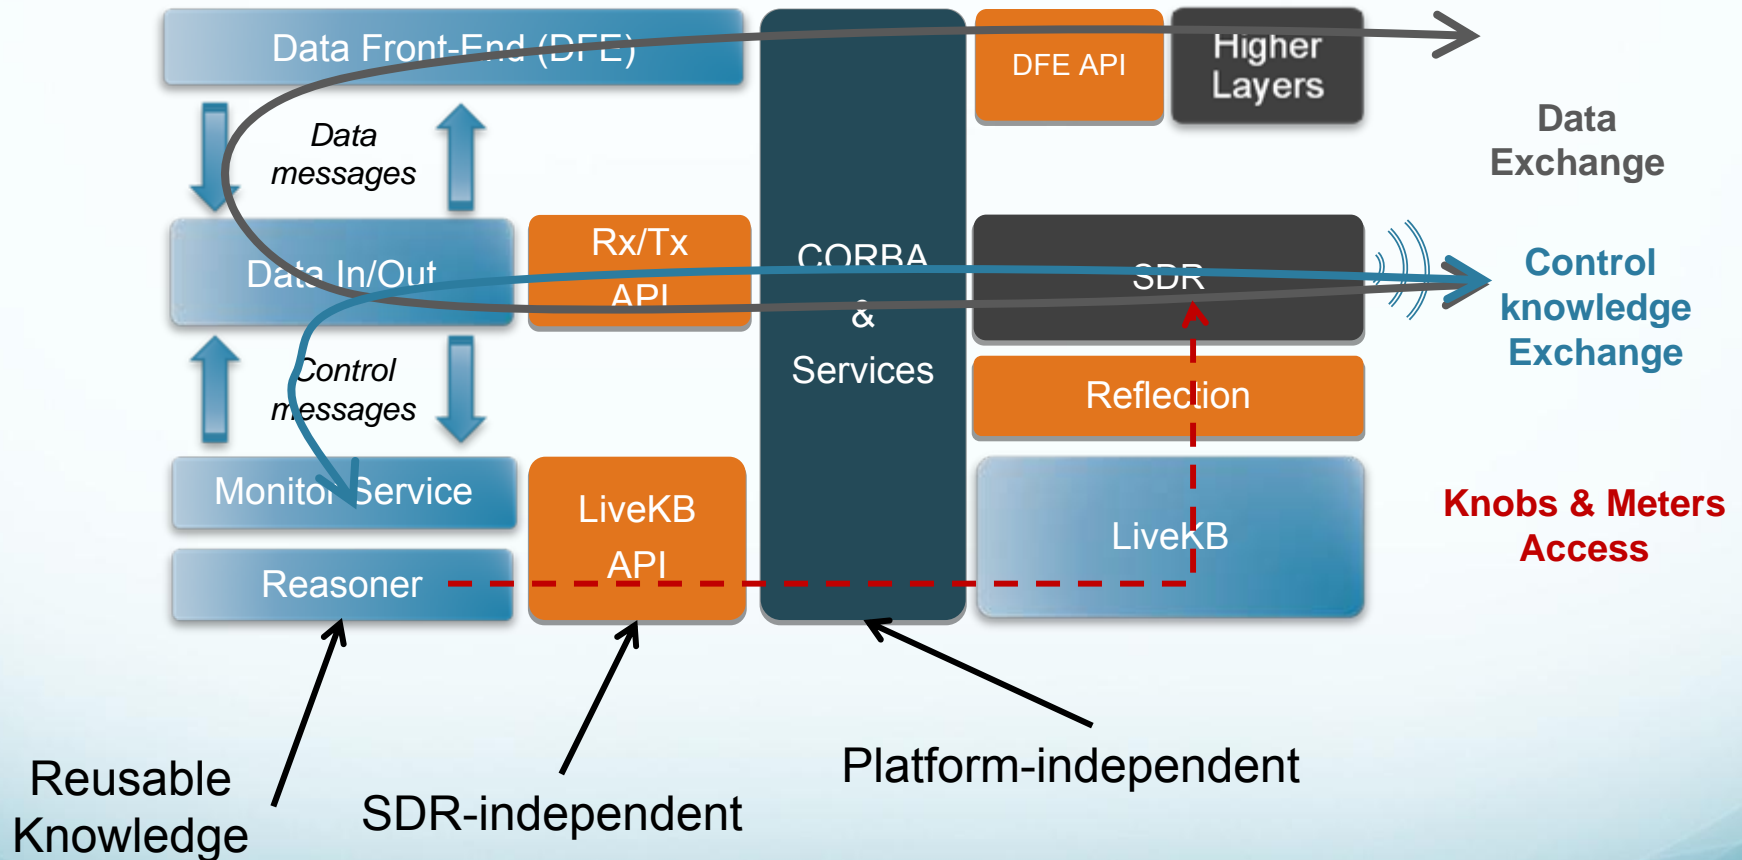 Data Front-End (DFE)
DFE API
Higher
Layers
Data
messages
Data
Exchange
Data In/Out
Rx/Tx
API
CORBA
&
Services
SDR
Control
knowledge
Exchange
Control
messages
Reflection
Monitor Service
LiveKB
API
LiveKB
Knobs & Meters
Access
Reasoner
Reusable
Knowledge
SDR-independent
Platform-independent